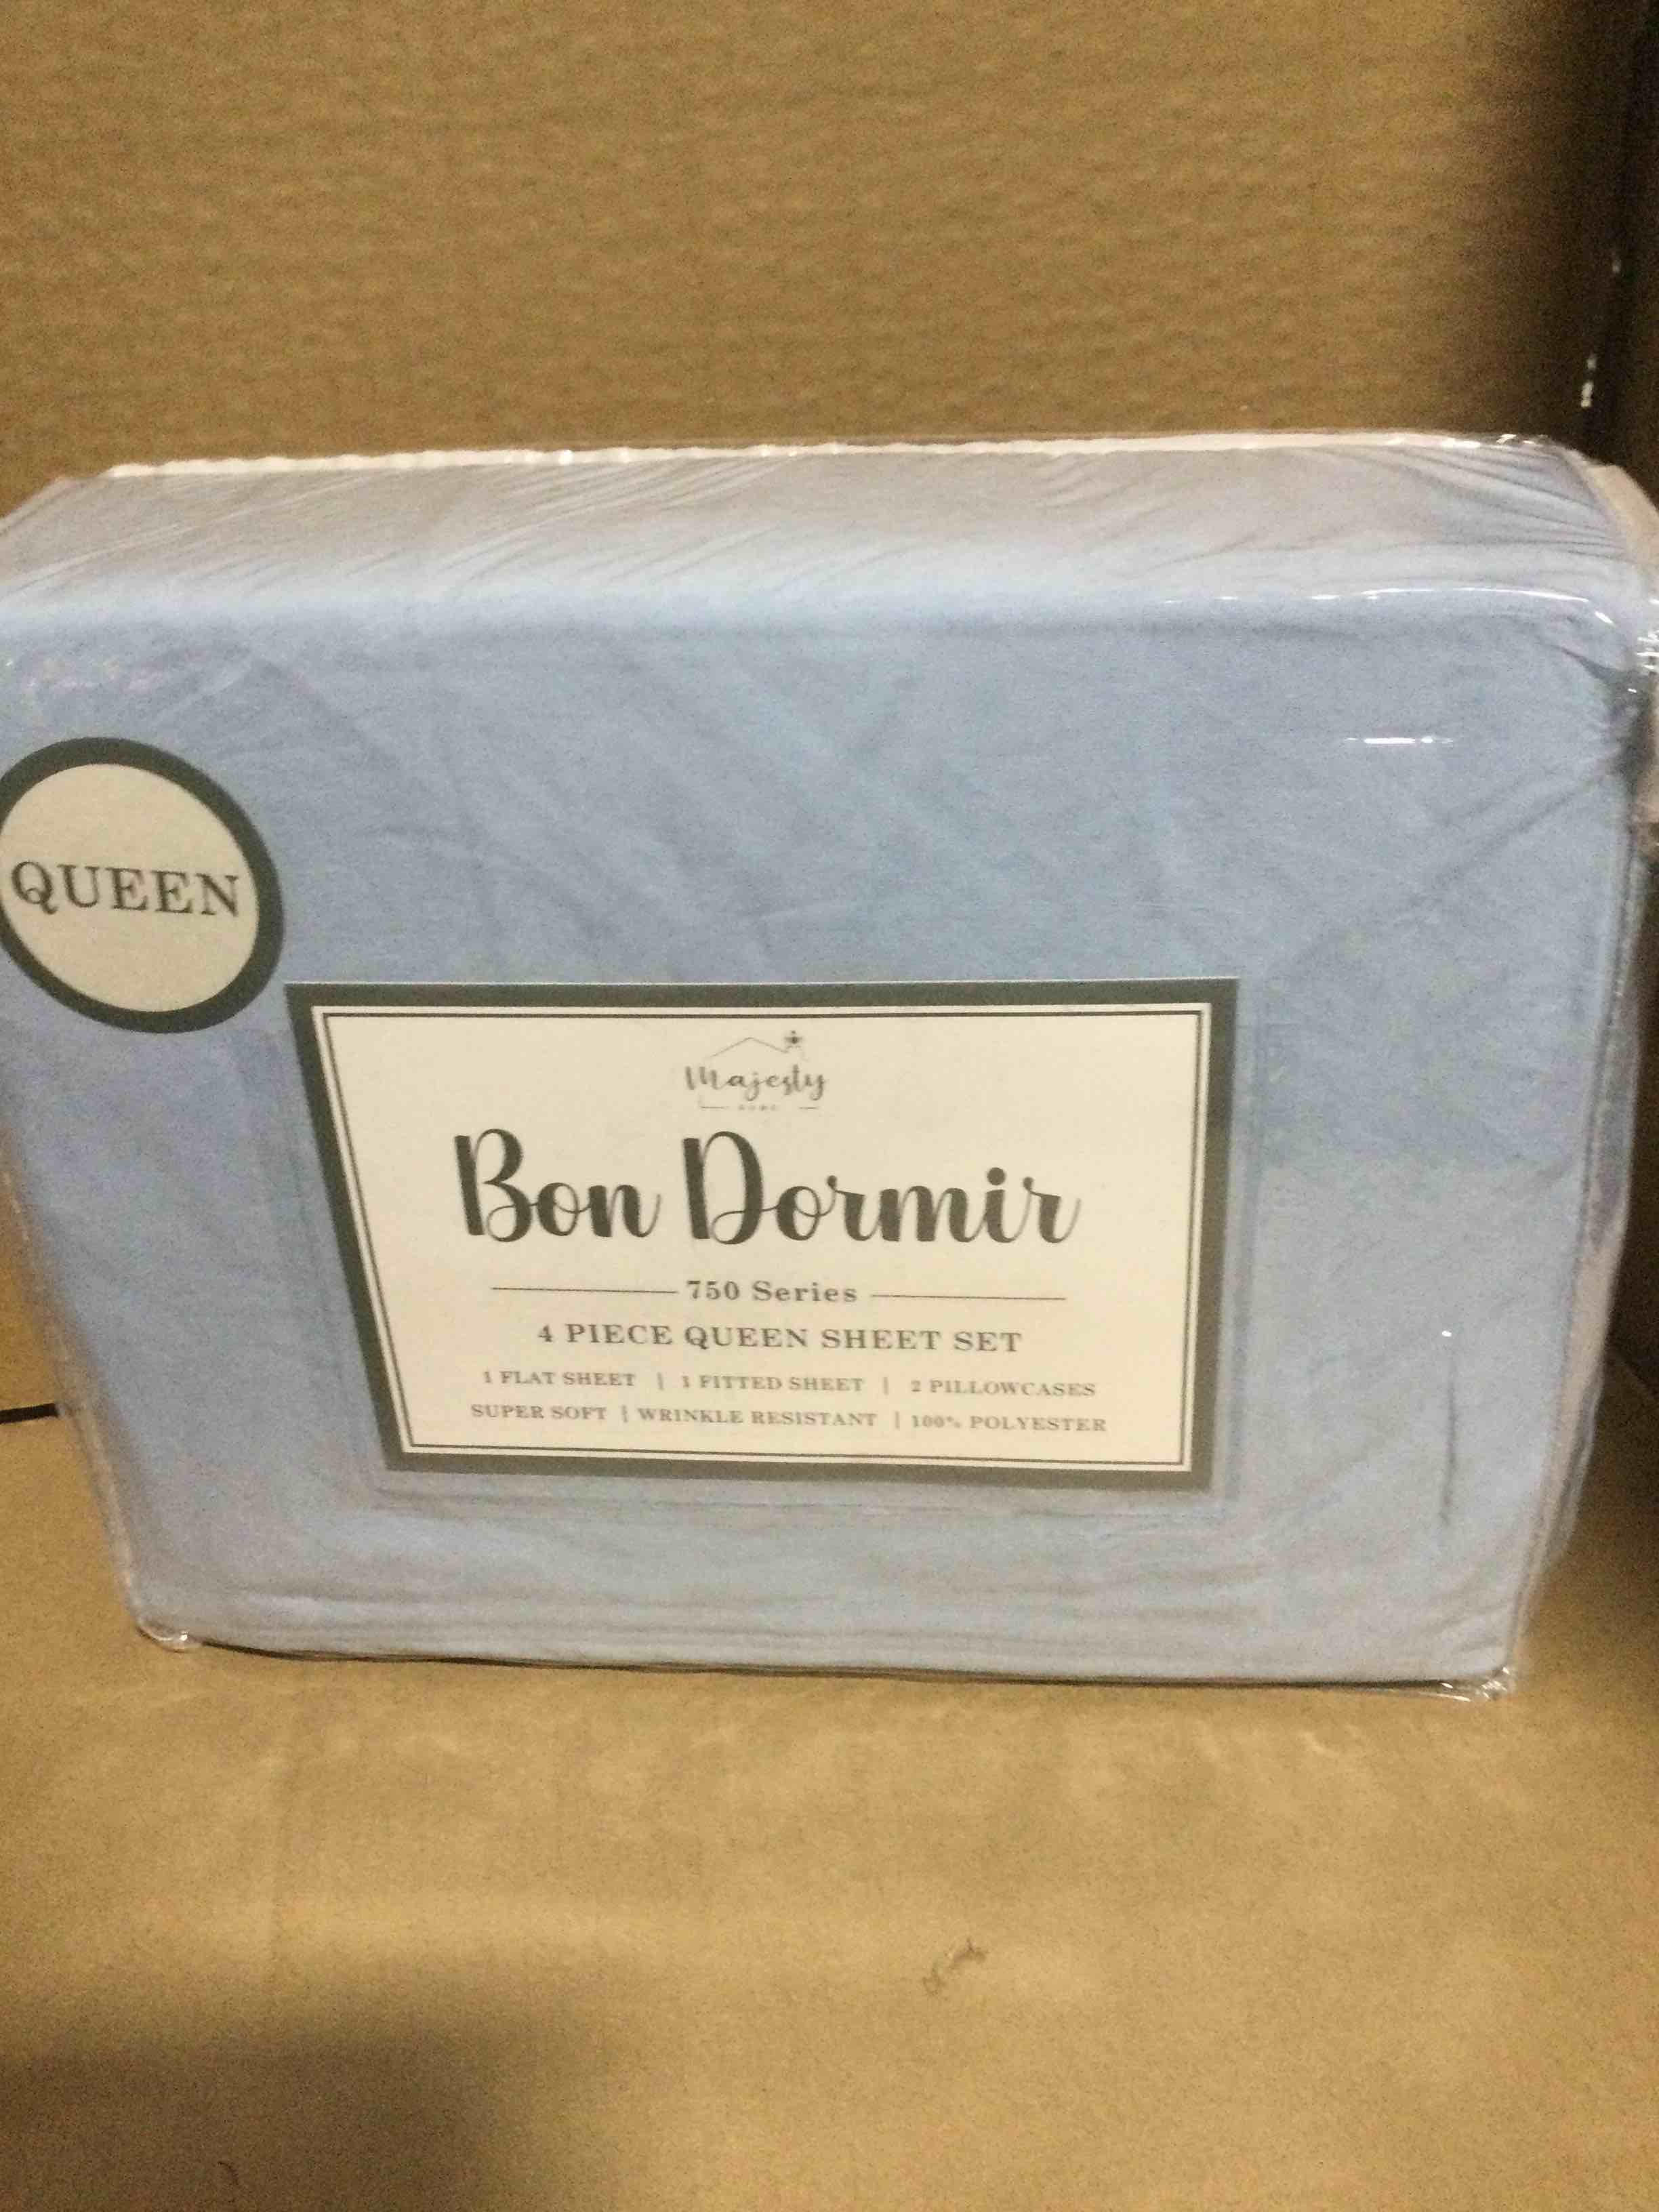 QUEEN
Majesty
HOME
Bon Dormir
750 Series
4 PIECE QUEEN SHEET SET
1 FLAT SHEET | 1 FITTED SHEET | 2 PILLOWCASES
SUPER SOFT | WRINKLE RESISTANT | 100% POLYESTER